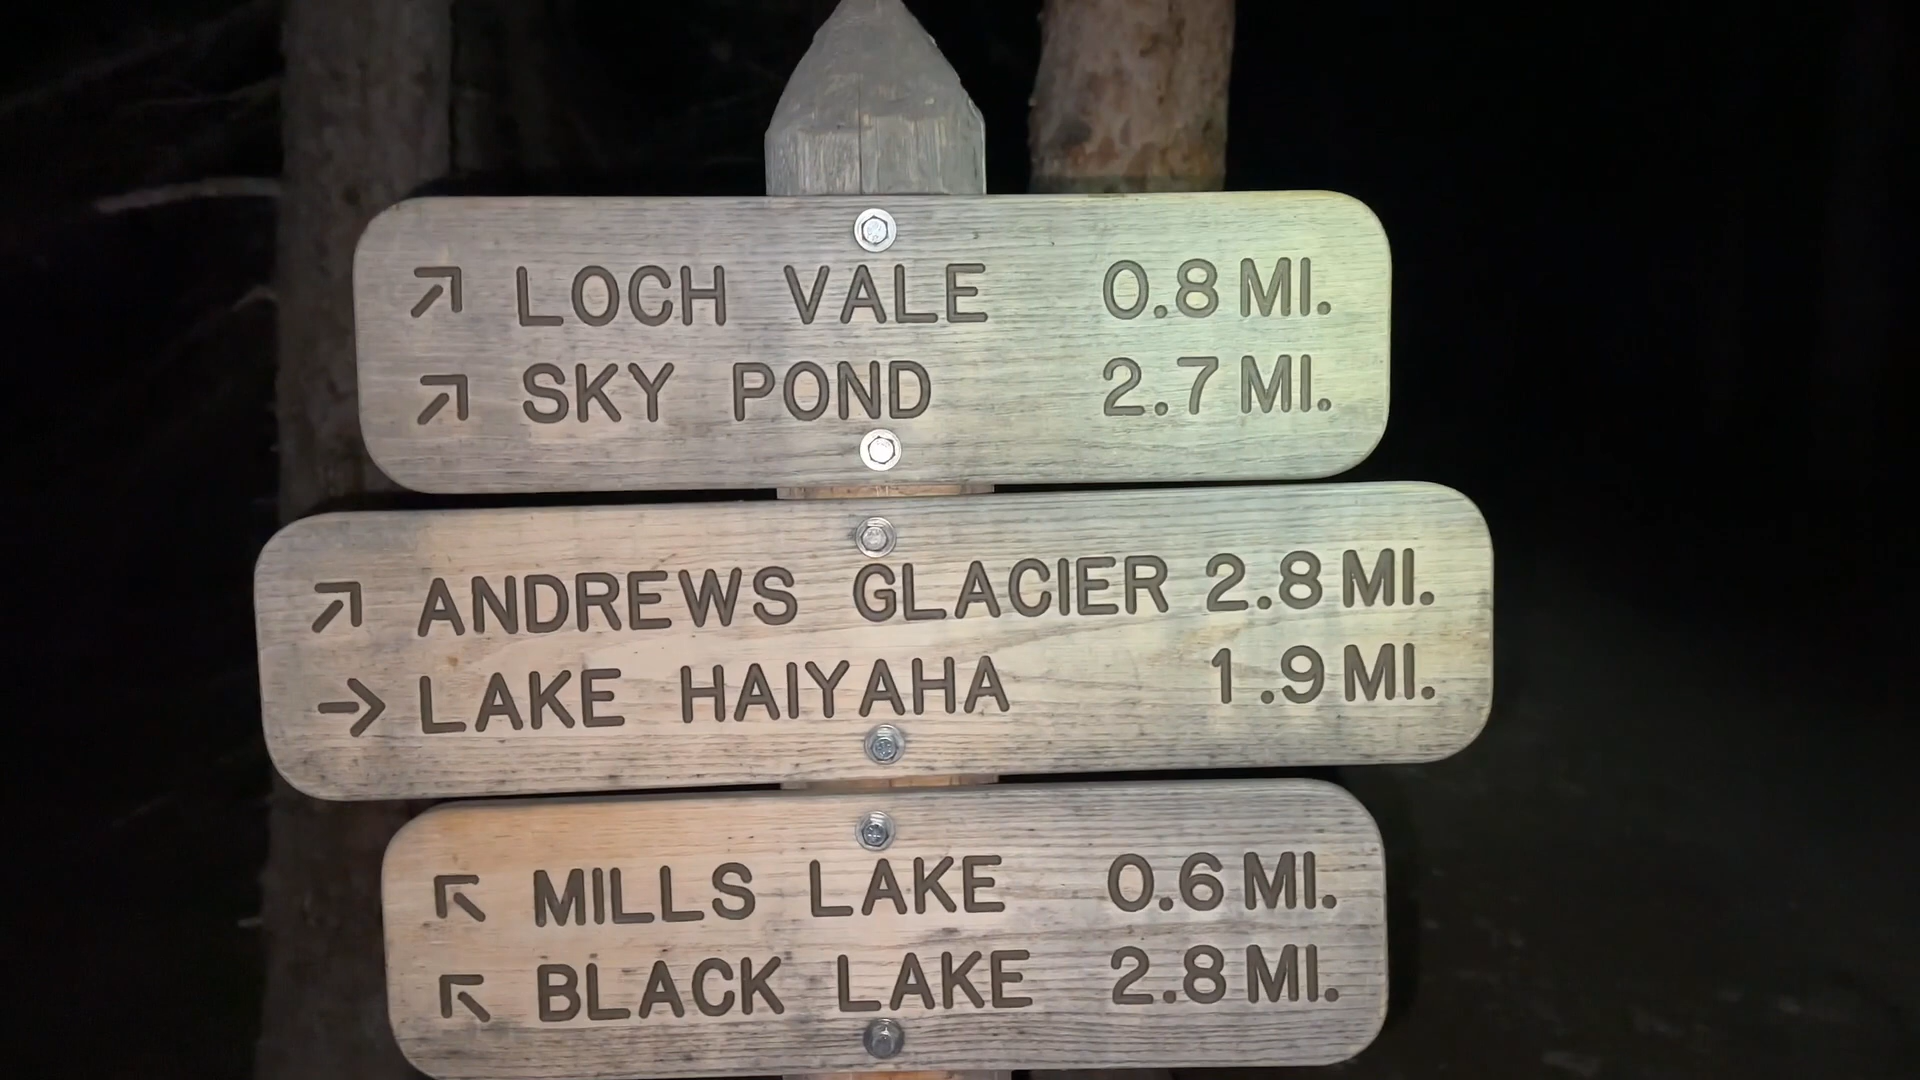 ↗ LOCH VALE 0.8 MI.
↗ SKY POND 2.7 MI.
↗ ANDREWS GLACIER 2.8 MI.
→ LAKE HAIYAHA 1.9 MI.
↖ MILLS LAKE 0.6 MI.
↖ BLACK LAKE 2.8 MI.